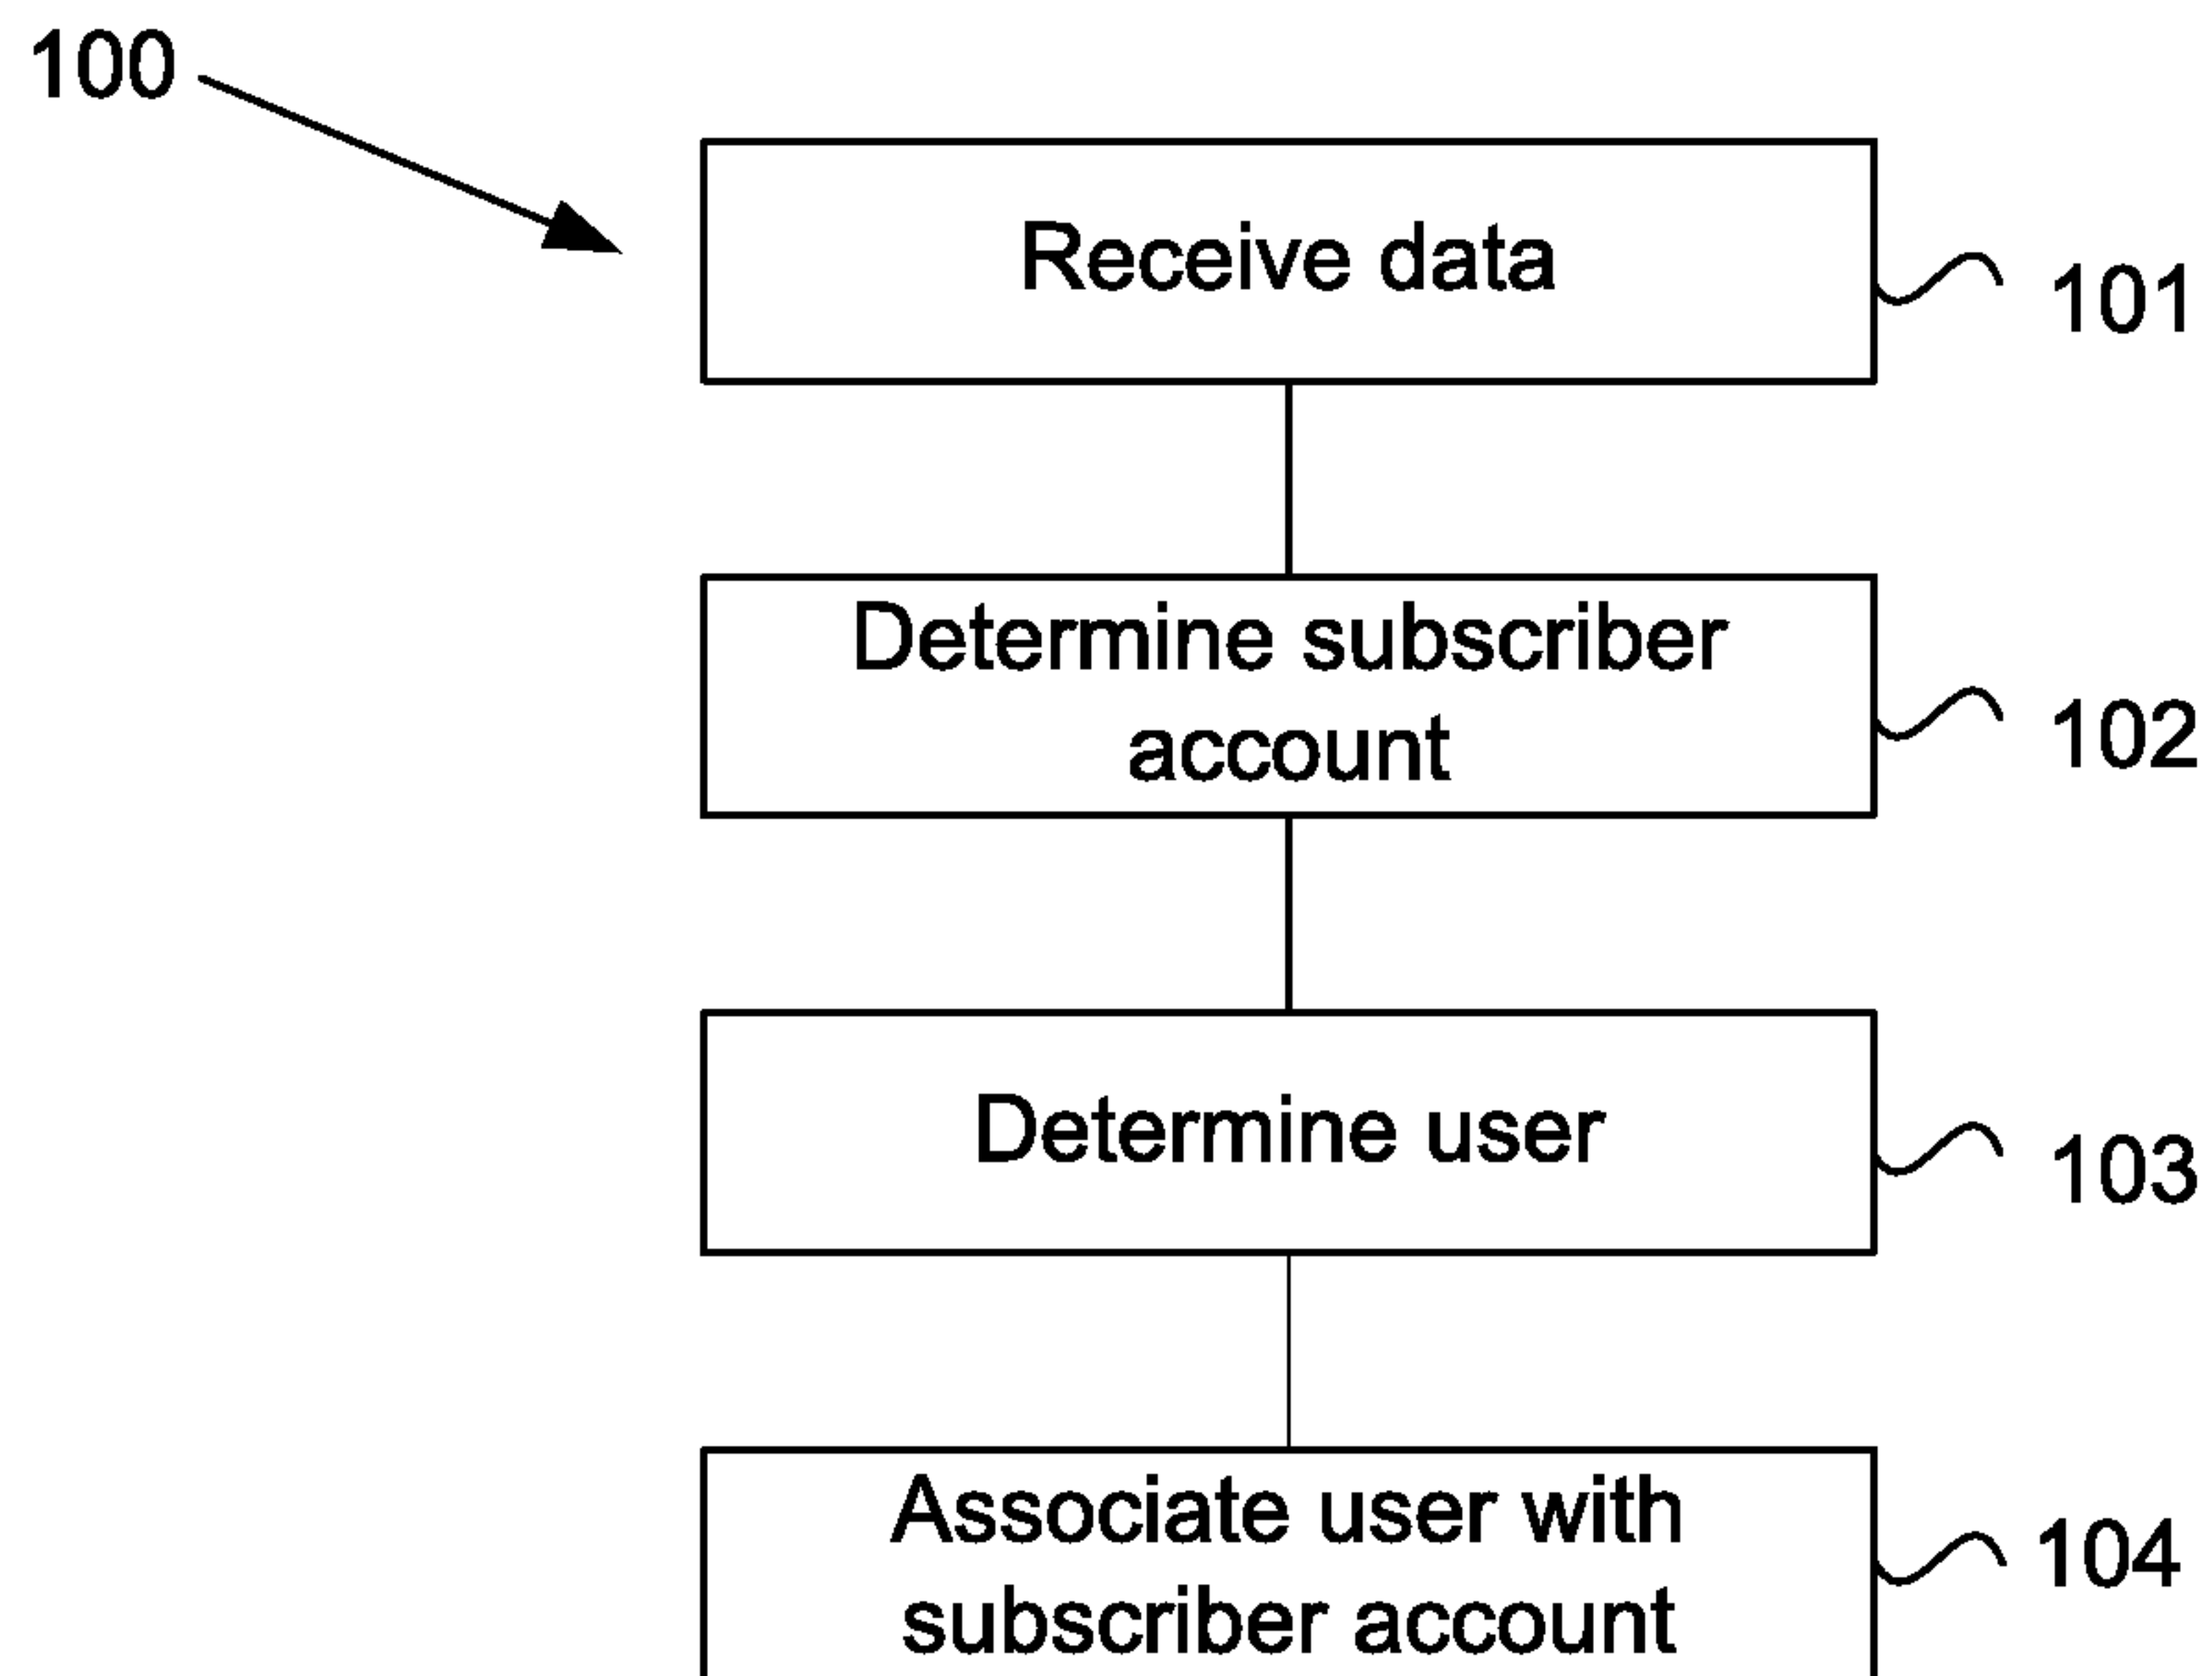 100
Receive data
101
Determine subscriber
account
102
Determine user
103
Associate user with
subscriber account
104